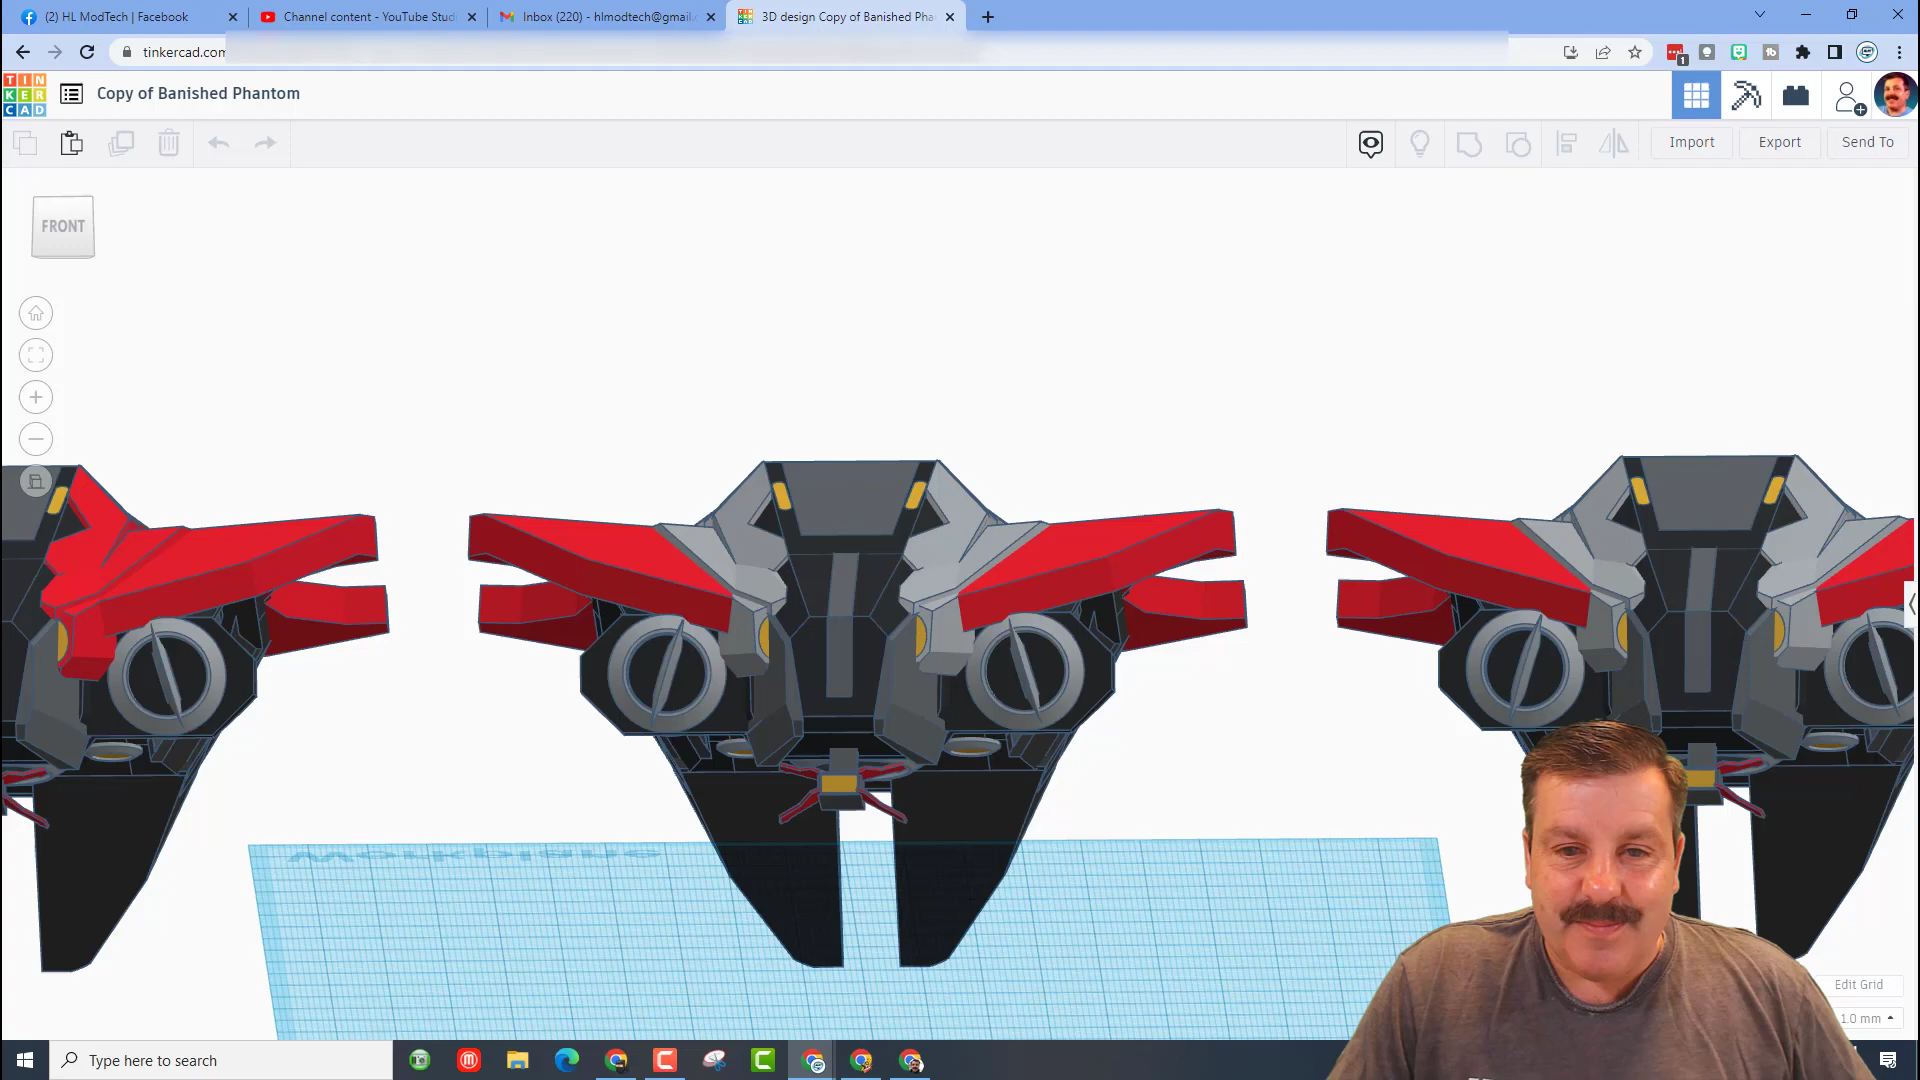 (2) HL ModTech | Facebook
Channel content - YouTube Studi
Inbox (220) - hlmodtech@gmail.c
3D design Copy of Banished Pha
tinkercad.com
1
TIN
KER
CAD
Copy of Banished Phantom
Import
Export
Send To
FRONT
Workplane
Edit Grid
1.0 mm
Type here to search